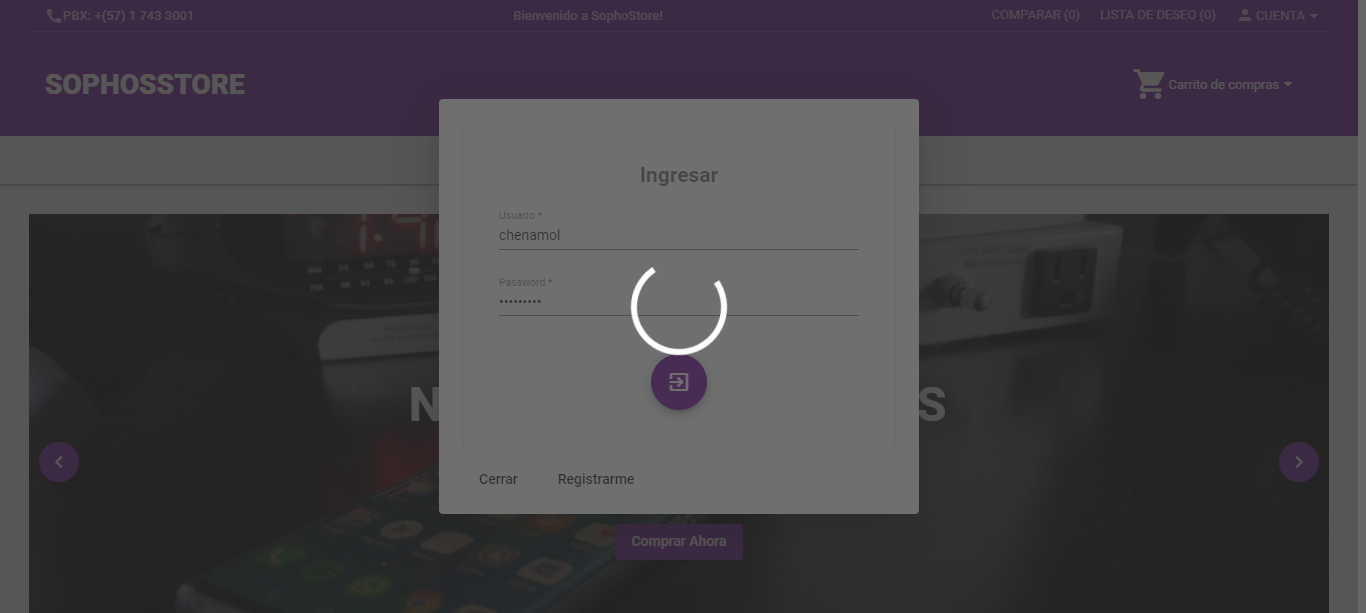 PBX: +(57) 1 743 3001
Bienvenido a SophoStore!
COMPARAR (0)
LISTA DE DESEO (0)
CUENTA
SOPHOSSTORE
Carrito de compras
Ingresar
Usuario *
chenamol
Password *
•••••••••
N
S
Cerrar
Registrarme
Comprar Ahora